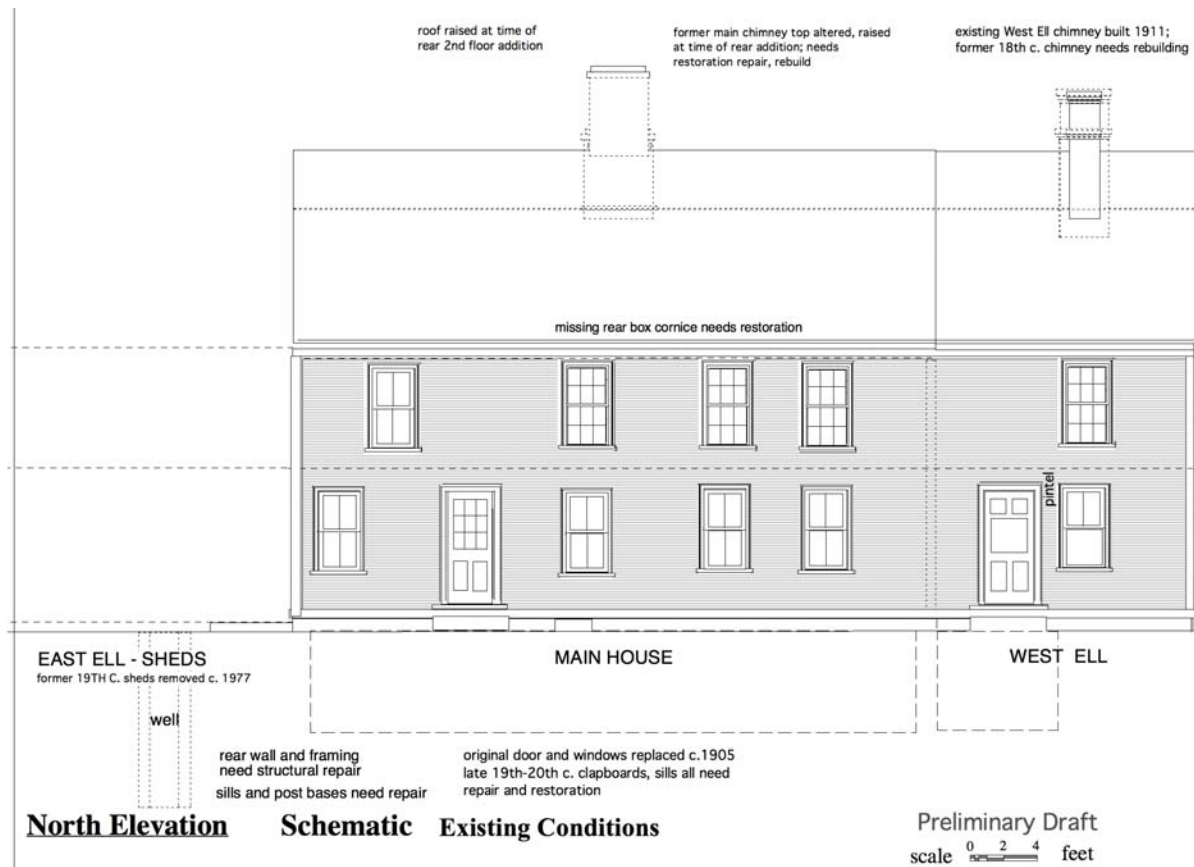 roof raised at time of
rear 2nd floor addition
former main chimney top altered, raised
at time of rear addition; needs
restoration repair, rebuild
existing West Ell chimney built 1911;
former 18th c. chimney needs rebuilding
missing rear box cornice needs restoration
pintel
EAST ELL - SHEDS
former 19TH C. sheds removed c. 1977
MAIN HOUSE
WEST ELL
well
rear wall and framing
need structural repair
sills and post bases need repair
original door and windows replaced c.1905
late 19th-20th c. clapboards, sills all need
repair and restoration
North Elevation Schematic Existing Conditions
Preliminary Draft
scale 0 2 4 feet